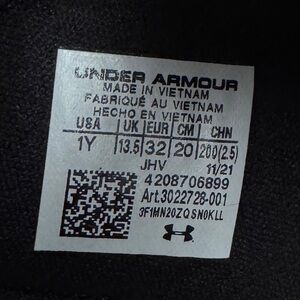 UNDER ARMOUR
MADE IN VIETNAM
FABRIQUÉ AU VIETNAM
HECHO EN VIETNAM
USA UK EUR CM CHN
1Y 13.5 32 20 200(2.5)
JHV 11/21
4208706899
Art.3022728-001
3F1MN20ZQSN0KLL